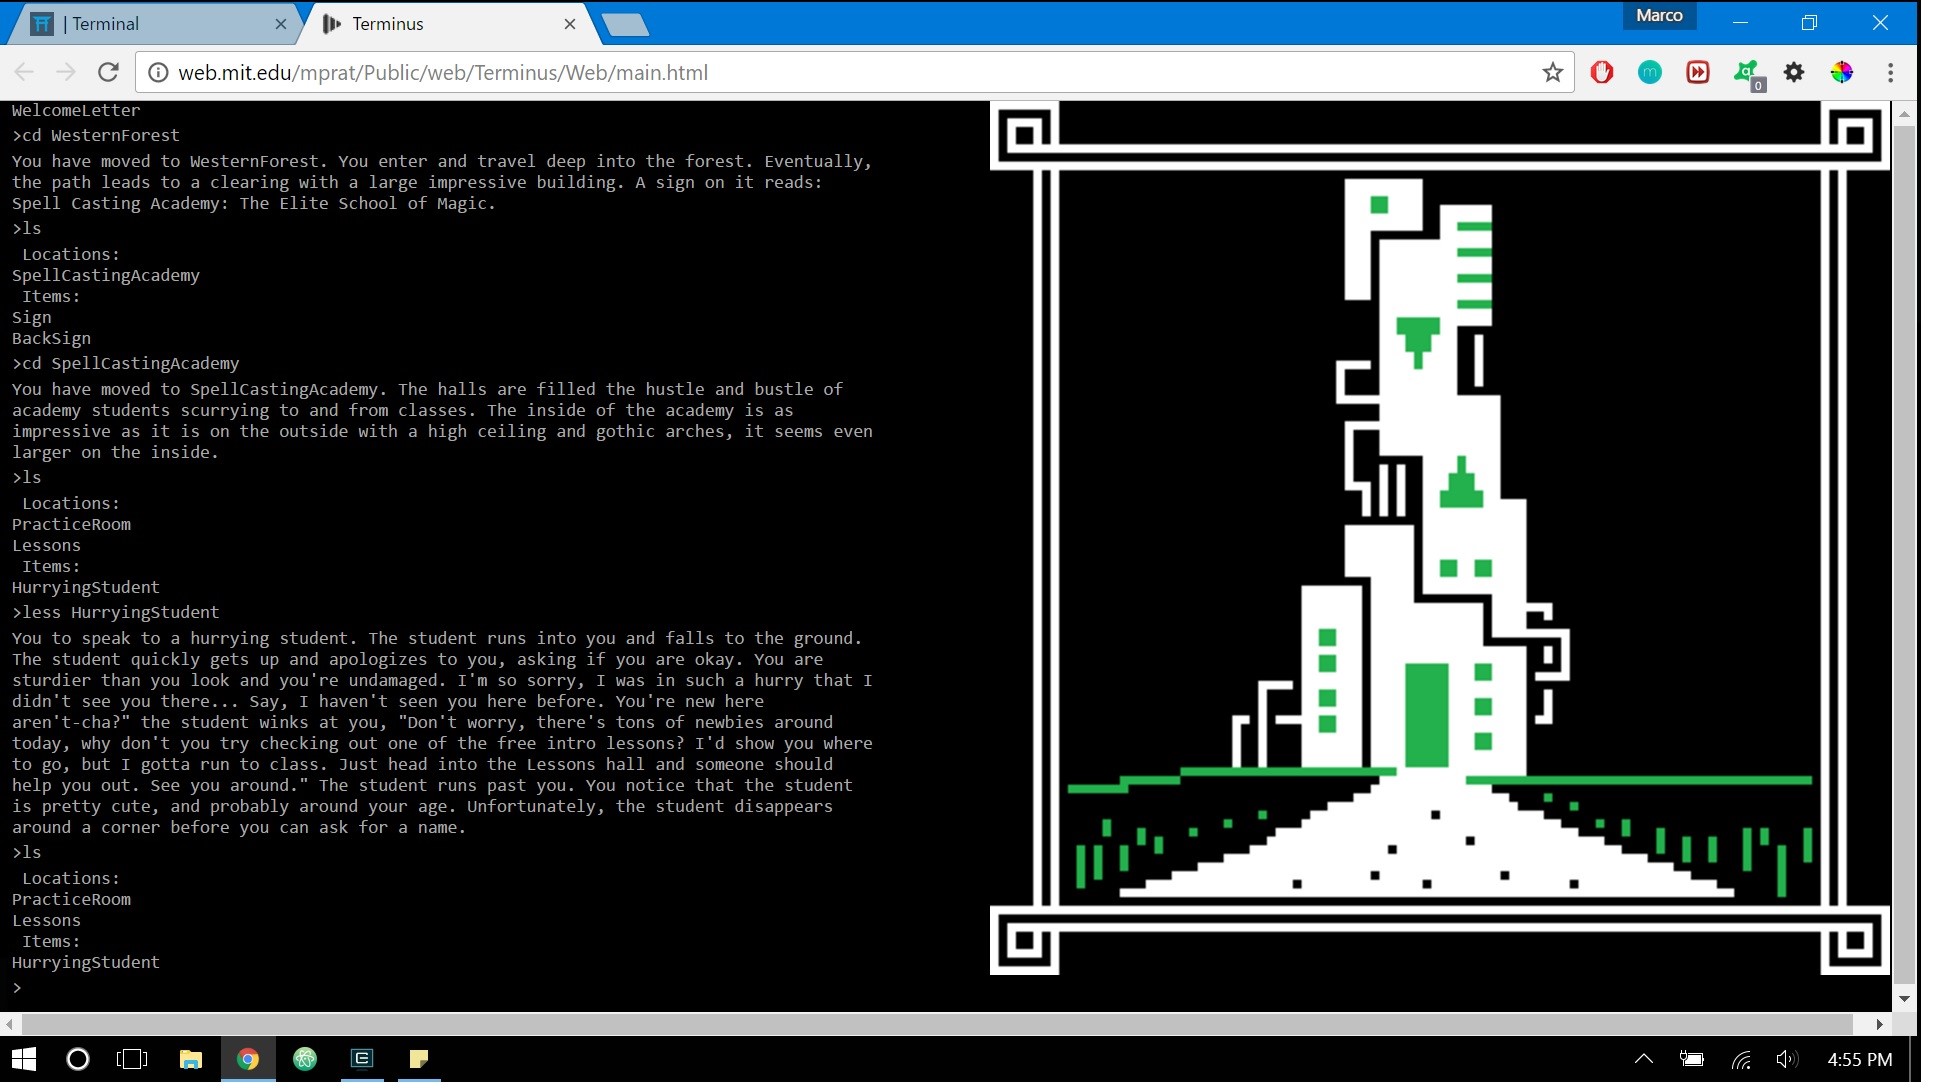 | Terminal
Terminus
Marco
web.mit.edu/mprat/Public/web/Terminus/Web/main.html
m
a
0
WelcomeLetter
>cd WesternForest
You have moved to WesternForest. You enter and travel deep into the forest. Eventually,
the path leads to a clearing with a large impressive building. A sign on it reads:
Spell Casting Academy: The Elite School of Magic.
>ls
Locations:
SpellCastingAcademy
Items:
Sign
BackSign
>cd SpellCastingAcademy
You have moved to SpellCastingAcademy. The halls are filled the hustle and bustle of
academy students scurrying to and from classes. The inside of the academy is as
impressive as it is on the outside with a high ceiling and gothic arches, it seems even
larger on the inside.
>ls
Locations:
PracticeRoom
Lessons
Items:
HurryingStudent
>less HurryingStudent
You to speak to a hurrying student. The student runs into you and falls to the ground.
The student quickly gets up and apologizes to you, asking if you are okay. You are
sturdier than you look and you're undamaged. I'm so sorry, I was in such a hurry that I
didn't see you there... Say, I haven't seen you here before. You're new here
aren't-cha?" the student winks at you, "Don't worry, there's tons of newbies around
today, why don't you try checking out one of the free intro lessons? I'd show you where
to go, but I gotta run to class. Just head into the Lessons hall and someone should
help you out. See you around." The student runs past you. You notice that the student
is pretty cute, and probably around your age. Unfortunately, the student disappears
around a corner before you can ask for a name.
>ls
Locations:
PracticeRoom
Lessons
Items:
HurryingStudent
>
4:55 PM